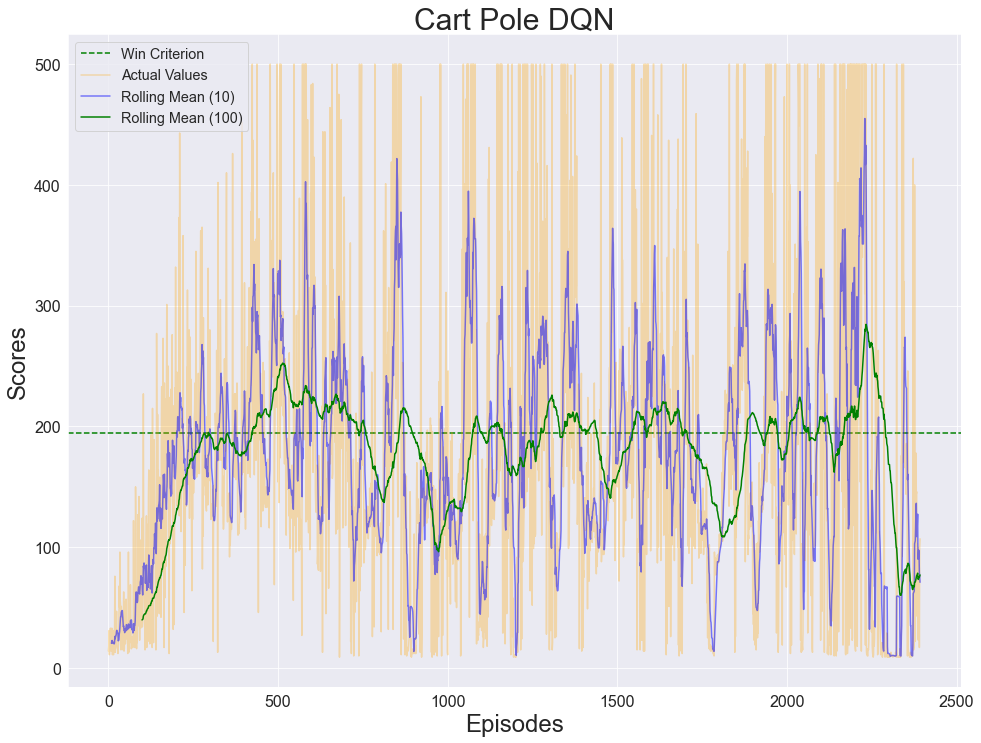 Cart Pole DQN
Win Criterion
Actual Values
Rolling Mean (10)
Rolling Mean (100)
500
400
300
200
100
0
Scores
0
500
1000
1500
2000
2500
Episodes